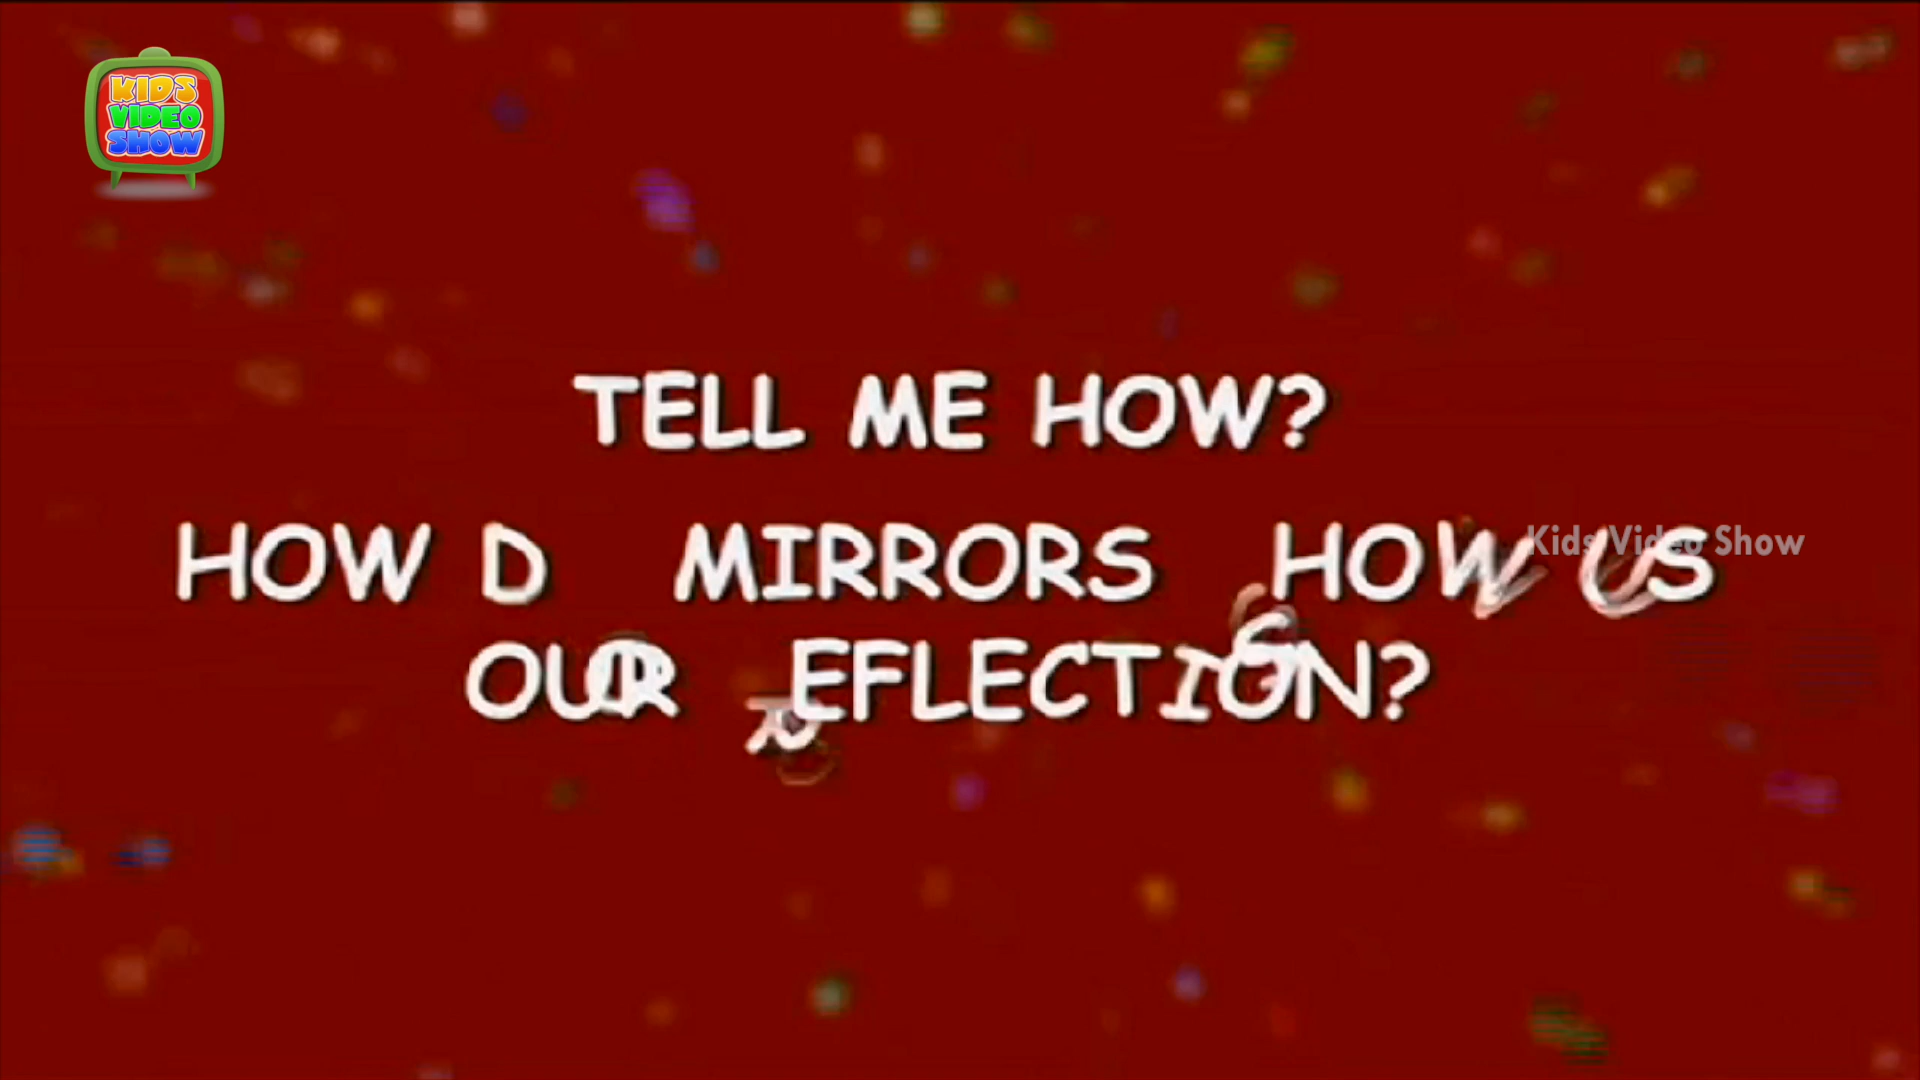 KIDS
VIDEO
SHOW
TELL ME HOW?
HOW D MIRRORS HOW US
Kids Video Show
OUR EFLECTION?